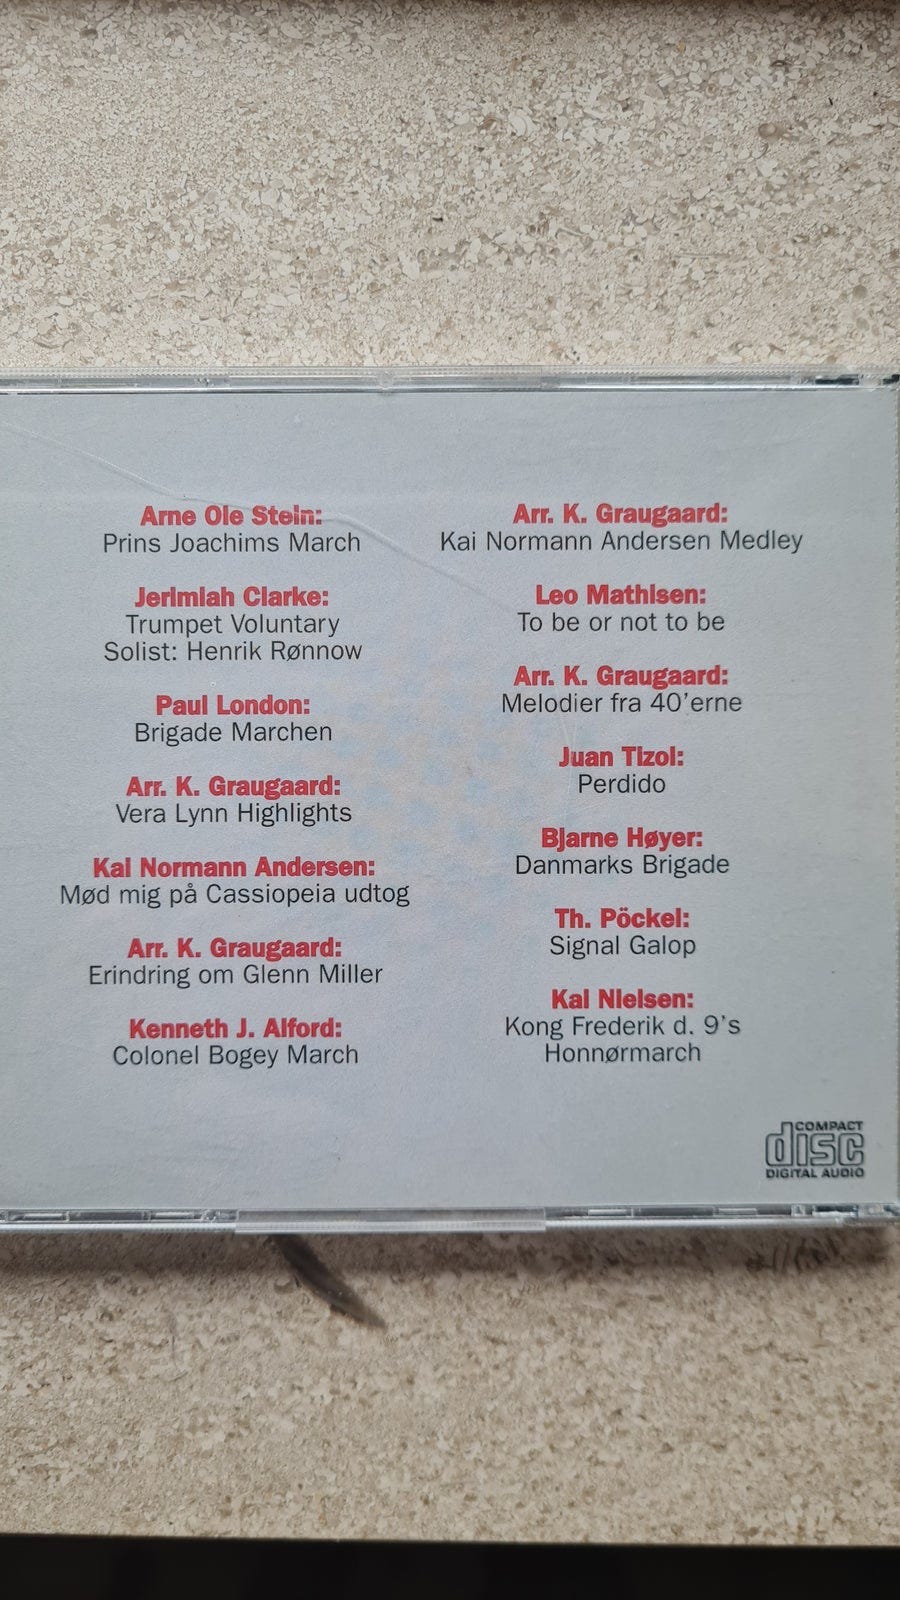 Arne Ole Stein:
Prins Joachims March
Jerimiah Clarke:
Trumpet Voluntary
Solist: Henrik Rønnow
Paul London:
Brigade Marchen
Arr. K. Graugaard:
Vera Lynn Highlights
Kai Normann Andersen:
Mød mig på Cassiopeia udtog
Arr. K. Graugaard:
Erindring om Glenn Miller
Kenneth J. Alford:
Colonel Bogey March
Arr. K. Graugaard:
Kai Normann Andersen Medley
Leo Mathisen:
To be or not to be
Arr. K. Graugaard:
Melodier fra 40'erne
Juan Tizol:
Perdido
Bjarne Høyer:
Danmarks Brigade
Th. Pöckel:
Signal Galop
Kai Nielsen:
Kong Frederik d. 9's
Honnørmarch
COMPACT
disc
DIGITAL AUDIO